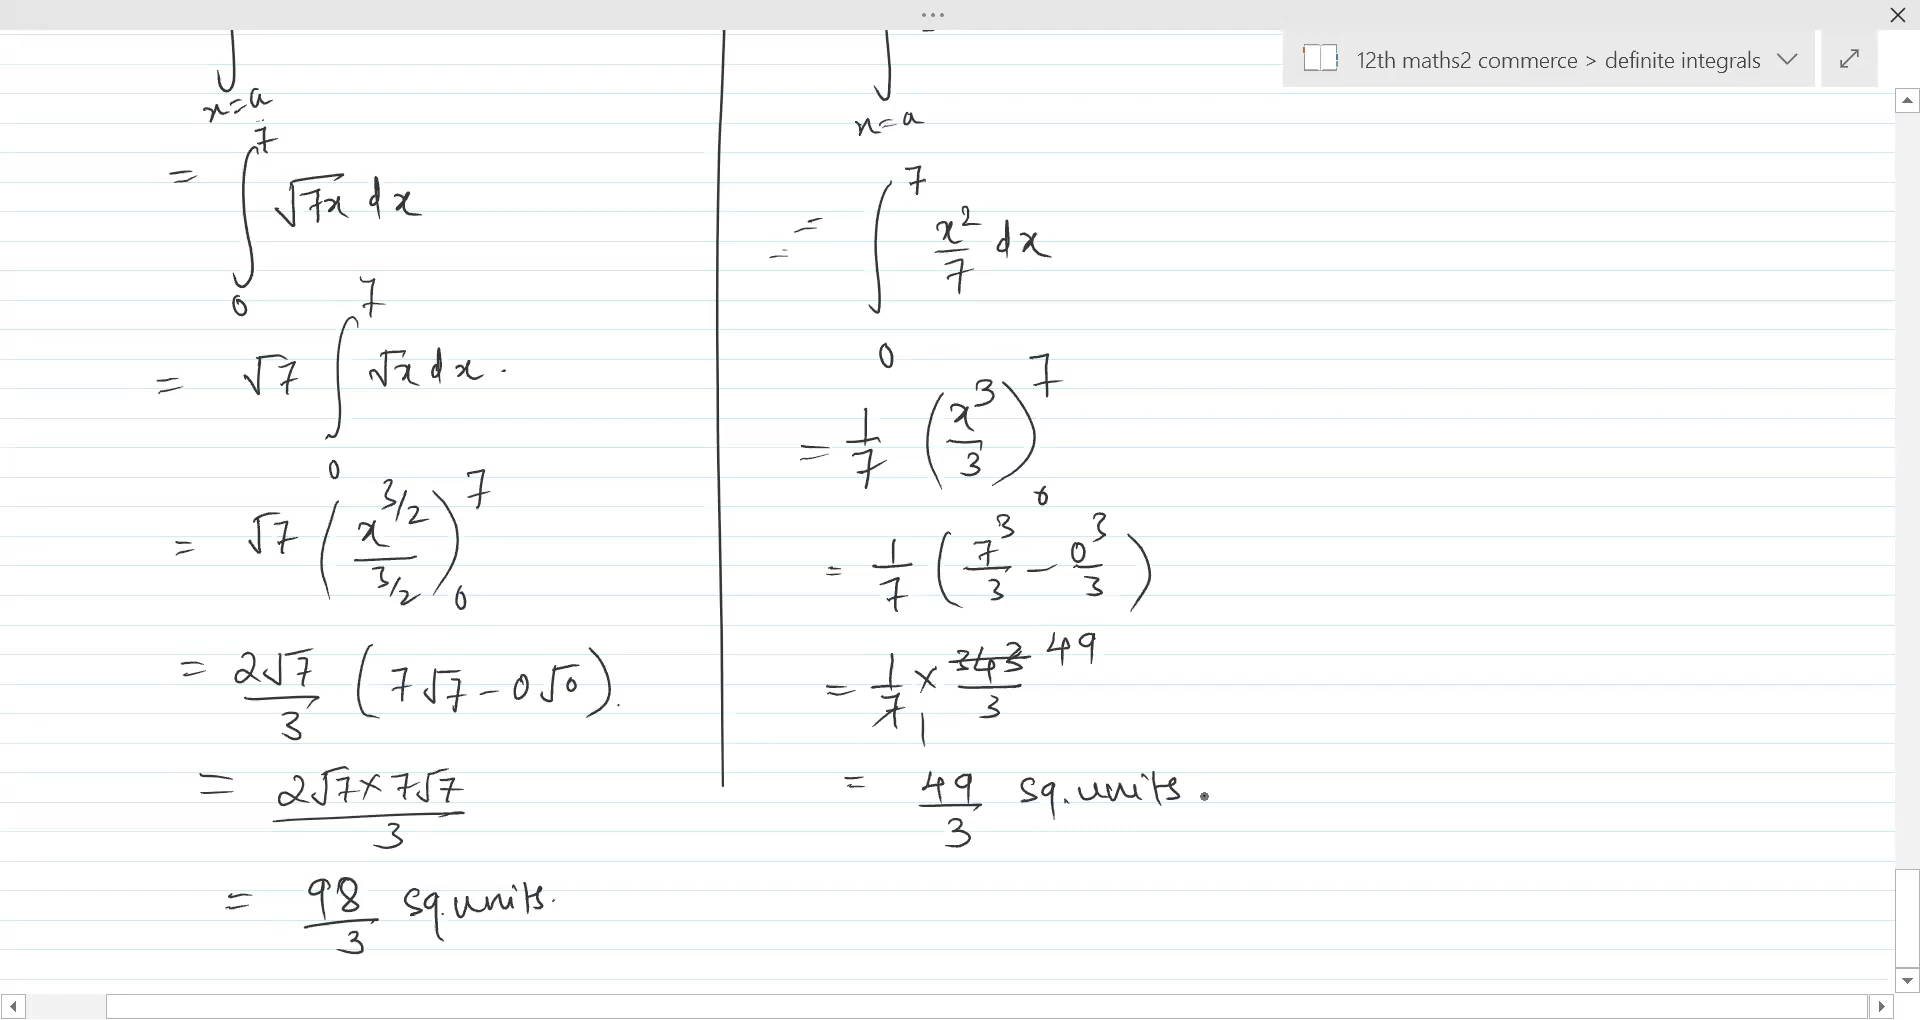 12th maths2 commerce > definite integrals
x=a
= ∫₀⁷ √7x dx
= √7 ∫₀⁷ √x dx.
= √7 (x^3/2 / 3/2)₀⁷
= 2√7/3 (7√7 - 0√0).
= 2√7 × 7√7 / 3
= 98/3 sq.units.
x=a
= = ∫₀⁷ x²/7 dx
= 1/7 (x³/3)₀⁷
= 1/7 (7³/3 - 0³/3)
= 1/7 × 343/3 49 1
= 49/3 sq.units.